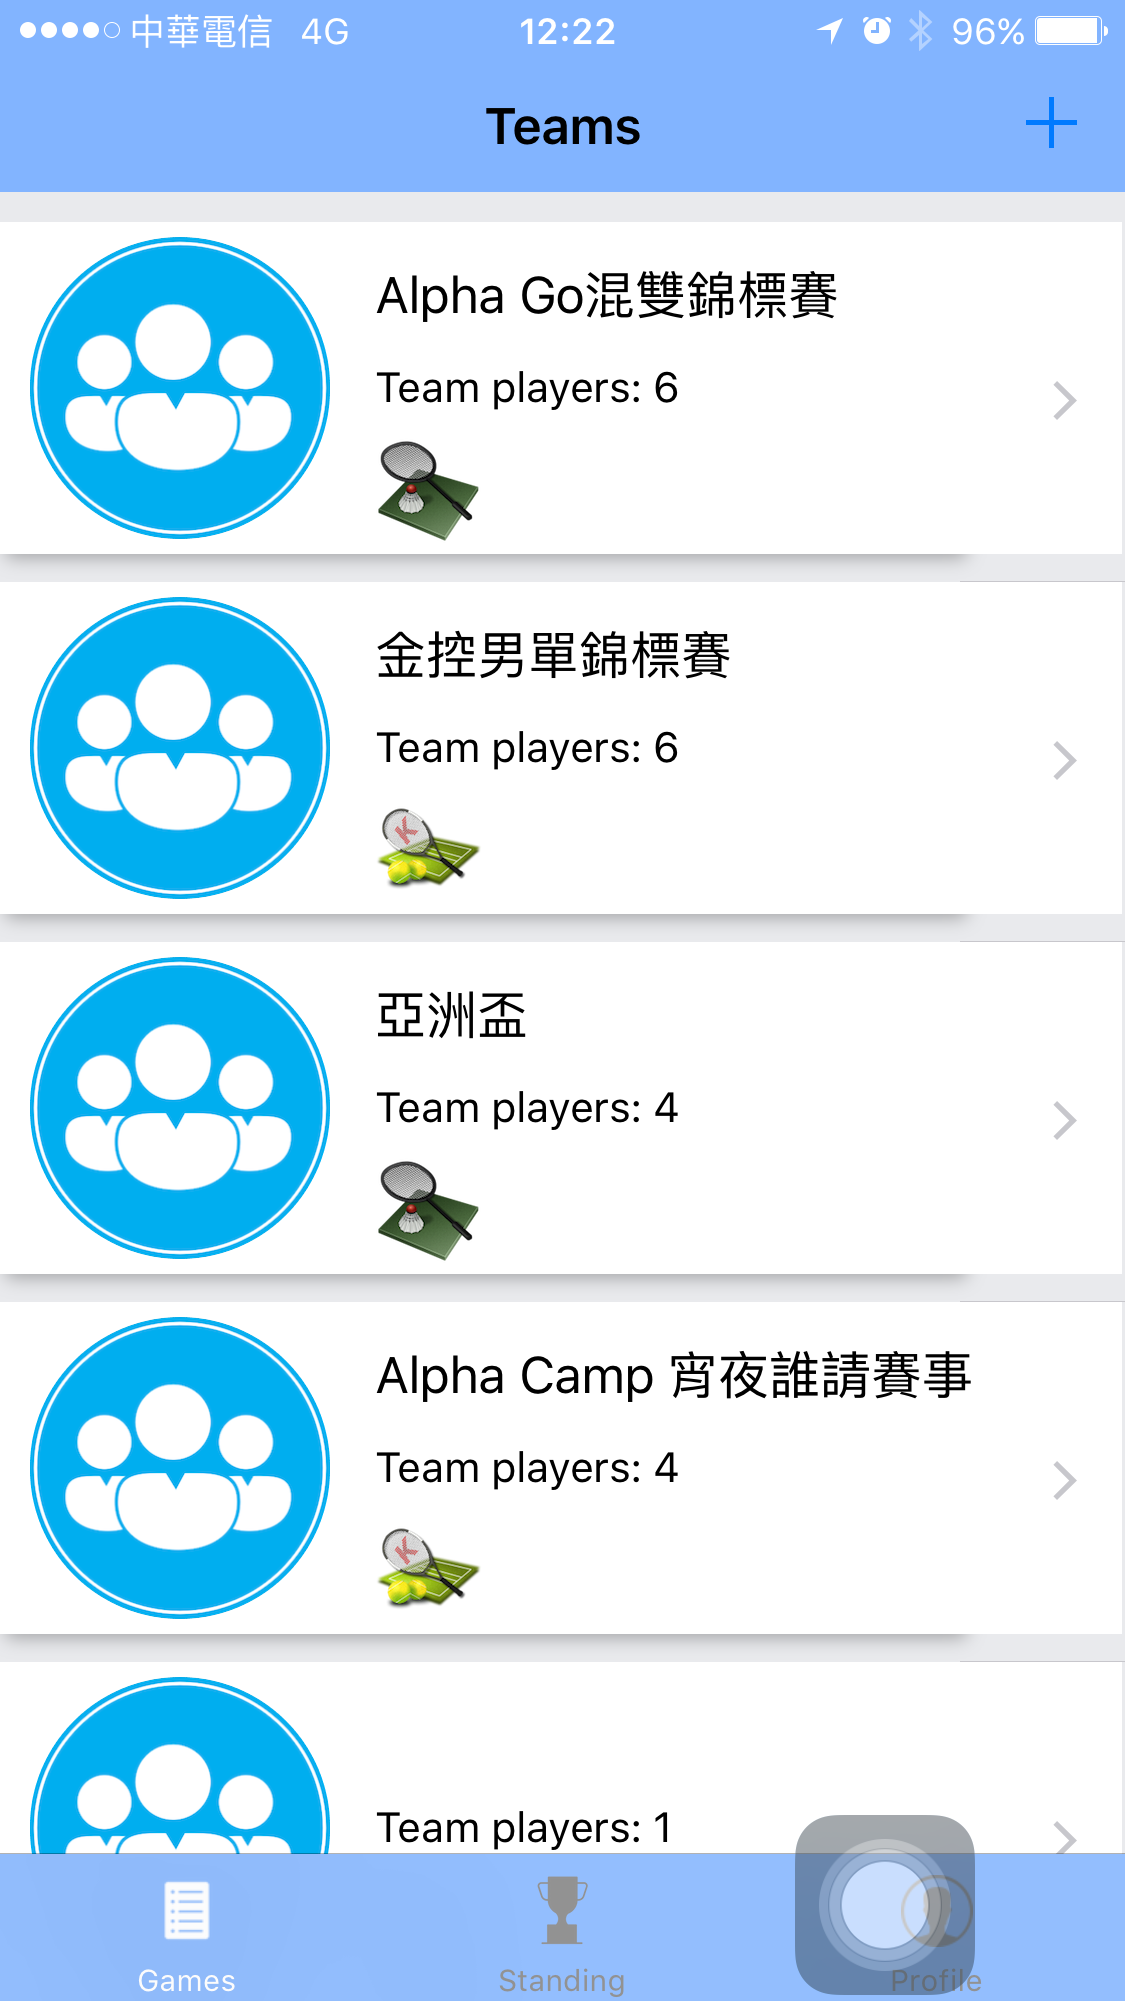 中華電信 4G 12:22 96%
Teams
Alpha Go混雙錦標賽
Team players: 6
金控男單錦標賽
Team players: 6
K
亞洲盃
Team players: 4
Alpha Camp 宵夜誰請賽事
Team players: 4
K
Team players: 1
Games Standing Profile